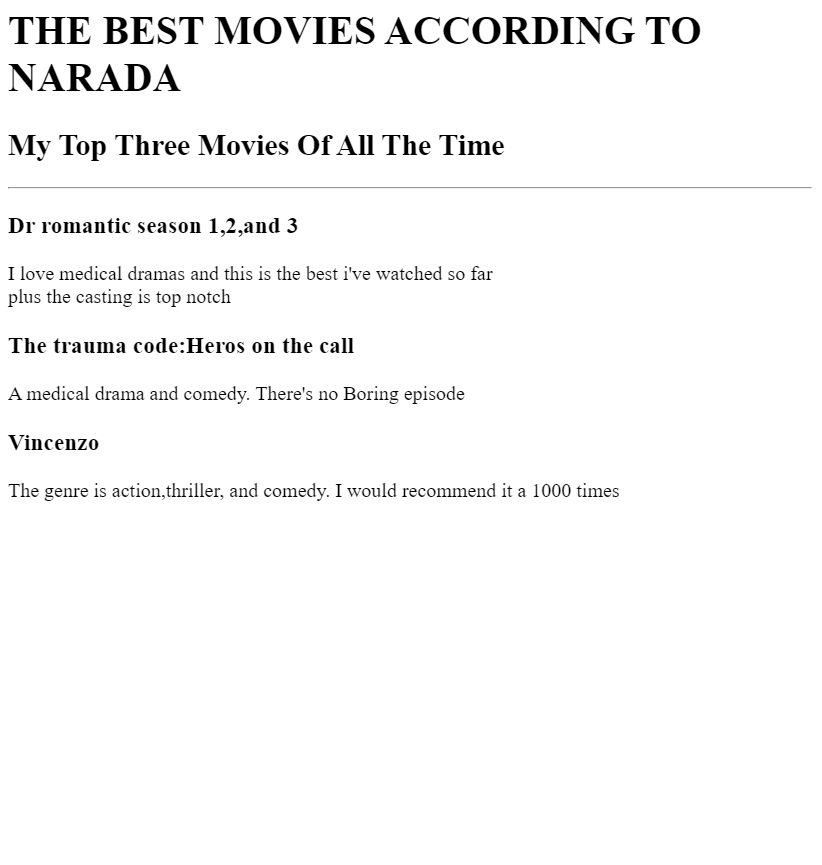 THE BEST MOVIES ACCORDING TO
NARADA
My Top Three Movies Of All The Time
Dr romantic season 1,2,and 3
I love medical dramas and this is the best i've watched so far
plus the casting is top notch
The trauma code:Heros on the call
A medical drama and comedy. There's no Boring episode
Vincenzo
The genre is action,thriller, and comedy. I would recommend it a 1000 times